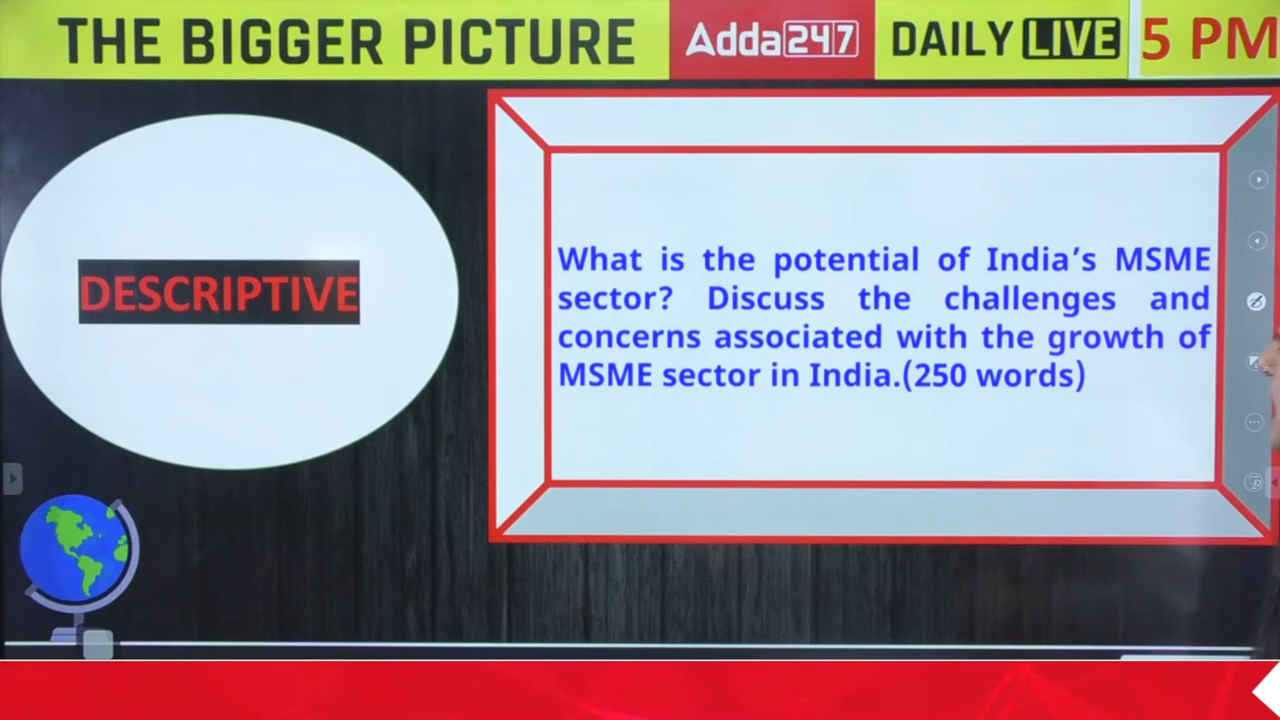 THE BIGGER PICTURE
Adda247
DAILY LIVE
5 PM
DESCRIPTIVE
What is the potential of India's MSME
sector? Discuss the challenges and
concerns associated with the growth of
MSME sector in India.(250 words)